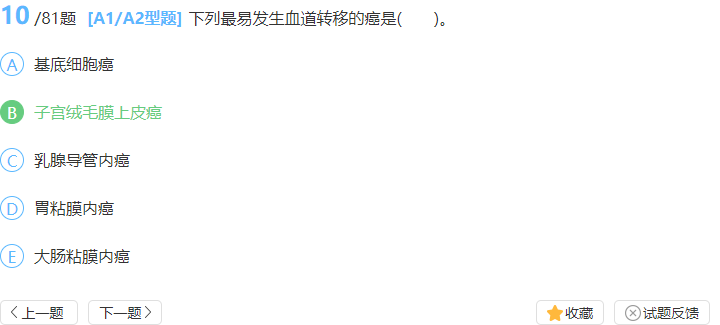 10 /81题 [A1/A2型题] 下列最易发生血道转移的癌是(　　)。
A 基底细胞癌
B 子宫绒毛膜上皮癌
C 乳腺导管内癌
D 胃粘膜内癌
E 大肠粘膜内癌
上一题 下一题 收藏 试题反馈